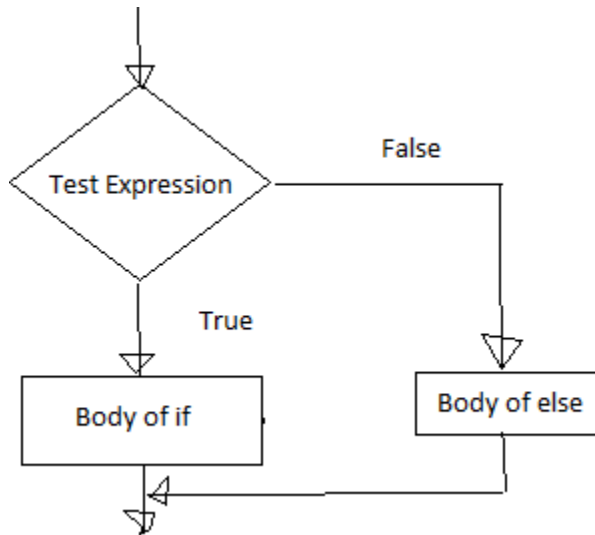 False
Test Expression
True
Body of if
Body of else